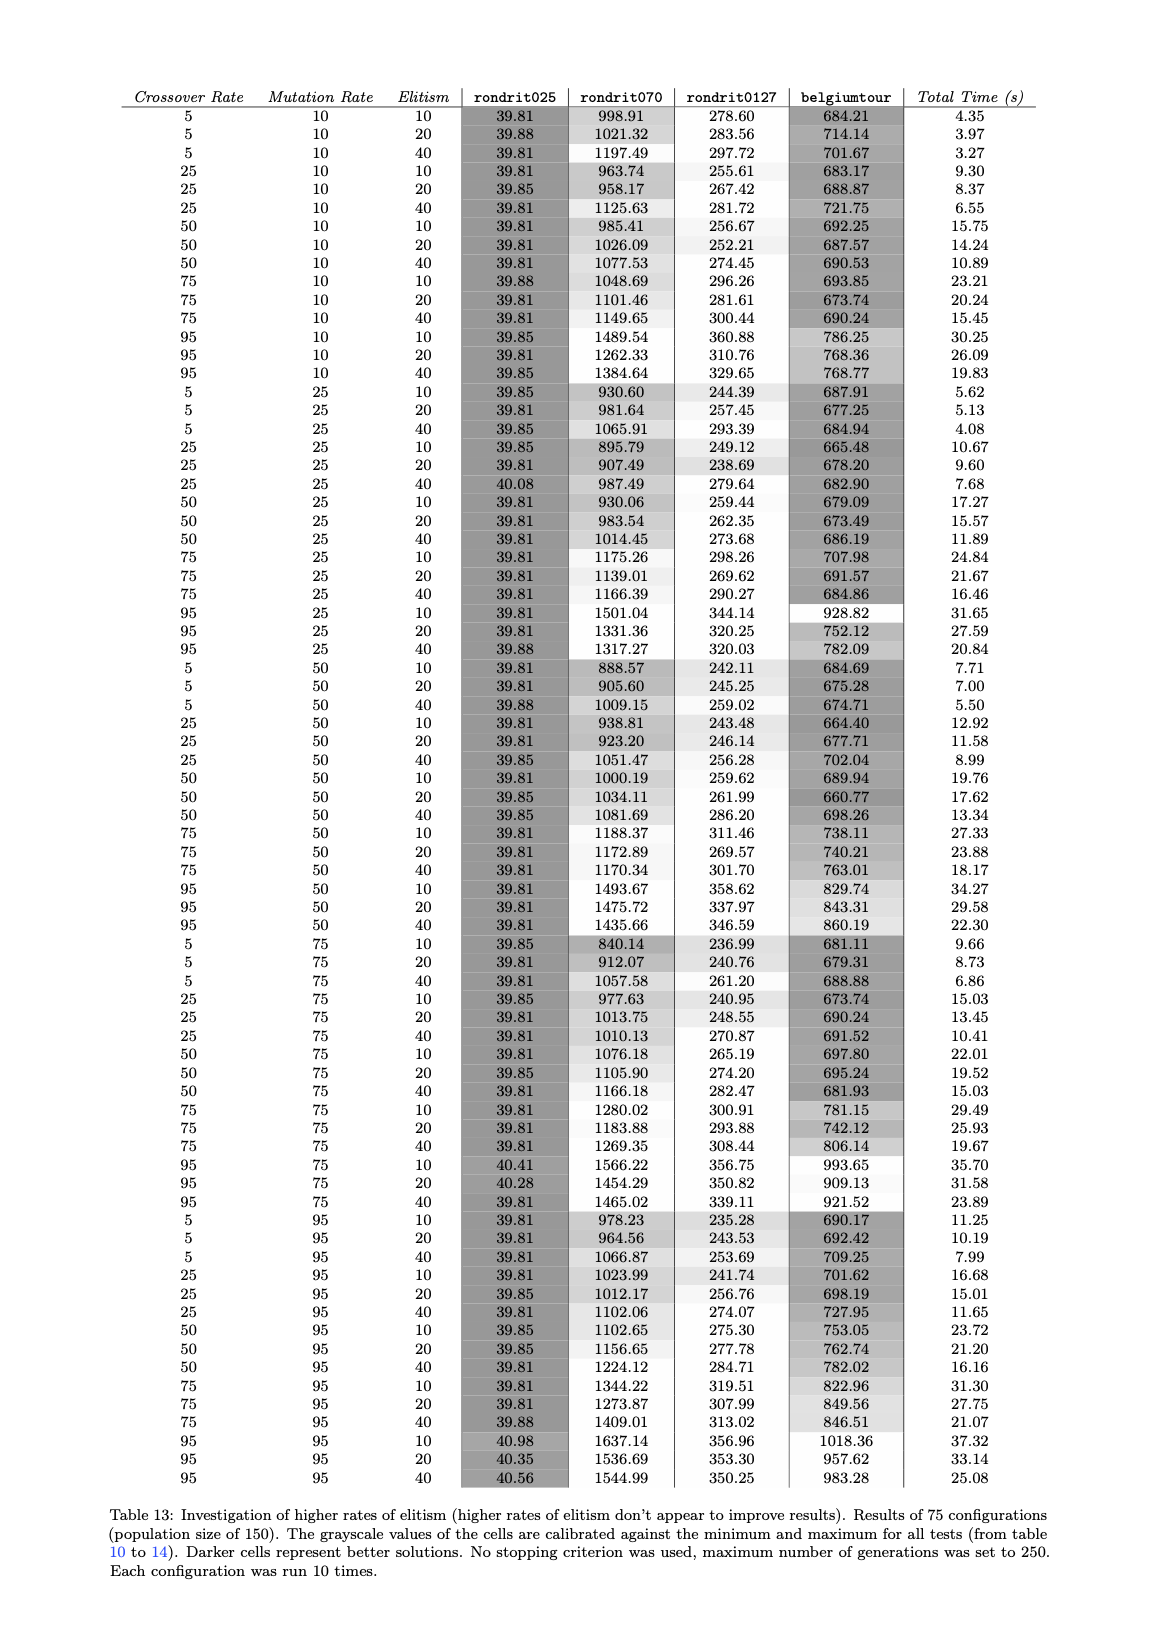 Crossover Rate Mutation Rate Elitism rondrit025 rondrit070 rondrit0127 belgiumtour Total Time (s)
5 10 10 39.81 998.91 278.60 684.21 4.35
5 10 20 39.88 1021.32 283.56 714.14 3.97
5 10 40 39.81 1197.49 297.72 701.67 3.27
25 10 10 39.81 963.74 255.61 683.17 9.30
25 10 20 39.85 958.17 267.42 688.87 8.37
25 10 40 39.81 1125.63 281.72 721.75 6.55
50 10 10 39.81 985.41 256.67 692.25 15.75
50 10 20 39.81 1026.09 252.21 687.57 14.24
50 10 40 39.81 1077.53 274.45 690.53 10.89
75 10 10 39.88 1048.69 296.26 693.85 23.21
75 10 20 39.81 1101.46 281.61 673.74 20.24
75 10 40 39.81 1149.65 300.44 690.24 15.45
95 10 10 39.85 1489.54 360.88 786.25 30.25
95 10 20 39.81 1262.33 310.76 768.36 26.09
95 10 40 39.85 1384.64 329.65 768.77 19.83
5 25 10 39.85 930.60 244.39 687.91 5.62
5 25 20 39.81 981.64 257.45 677.25 5.13
5 25 40 39.85 1065.91 293.39 684.94 4.08
25 25 10 39.85 895.79 249.12 665.48 10.67
25 25 20 39.81 907.49 238.69 678.20 9.60
25 25 40 40.08 987.49 279.64 682.90 7.68
50 25 10 39.81 930.06 259.44 679.09 17.27
50 25 20 39.81 983.54 262.35 673.49 15.57
50 25 40 39.81 1014.45 273.68 686.19 11.89
75 25 10 39.81 1175.26 298.26 707.98 24.84
75 25 20 39.81 1139.01 269.62 691.57 21.67
75 25 40 39.81 1166.39 290.27 684.86 16.46
95 25 10 39.81 1501.04 344.14 928.82 31.65
95 25 20 39.81 1331.36 320.25 752.12 27.59
95 25 40 39.88 1317.27 320.03 782.09 20.84
5 50 10 39.81 888.57 242.11 684.69 7.71
5 50 20 39.81 905.60 245.25 675.28 7.00
5 50 40 39.88 1009.15 259.02 674.71 5.50
25 50 10 39.81 938.81 243.48 664.40 12.92
25 50 20 39.81 923.20 246.14 677.71 11.58
25 50 40 39.85 1051.47 256.28 702.04 8.99
50 50 10 39.81 1000.19 259.62 689.94 19.76
50 50 20 39.85 1034.11 261.99 660.77 17.62
50 50 40 39.85 1081.69 286.20 698.26 13.34
75 50 10 39.81 1188.37 311.46 738.11 27.33
75 50 20 39.81 1172.89 269.57 740.21 23.88
75 50 40 39.81 1170.34 301.70 763.01 18.17
95 50 10 39.81 1493.67 358.62 829.74 34.27
95 50 20 39.81 1475.72 337.97 843.31 29.58
95 50 40 39.81 1435.66 346.59 860.19 22.30
5 75 10 39.85 840.14 236.99 681.11 9.66
5 75 20 39.81 912.07 240.76 679.31 8.73
5 75 40 39.81 1057.58 261.20 688.88 6.86
25 75 10 39.85 977.63 240.95 673.74 15.03
25 75 20 39.81 1013.75 248.55 690.24 13.45
25 75 40 39.81 1010.13 270.87 691.52 10.41
50 75 10 39.81 1076.18 265.19 697.80 22.01
50 75 20 39.85 1105.90 274.20 695.24 19.52
50 75 40 39.81 1166.18 282.47 681.93 15.03
75 75 10 39.81 1280.02 300.91 781.15 29.49
75 75 20 39.81 1183.88 293.88 742.12 25.93
75 75 40 39.81 1269.35 308.44 806.14 19.67
95 75 10 40.41 1566.22 356.75 993.65 35.70
95 75 20 40.28 1454.29 350.82 909.13 31.58
95 75 40 39.81 1465.02 339.11 921.52 23.89
5 95 10 39.81 978.23 235.28 690.17 11.25
5 95 20 39.81 964.56 243.53 692.42 10.19
5 95 40 39.81 1066.87 253.69 709.25 7.99
25 95 10 39.81 1023.99 241.74 701.62 16.68
25 95 20 39.85 1012.17 256.76 698.19 15.01
25 95 40 39.81 1102.06 274.07 727.95 11.65
50 95 10 39.85 1102.65 275.30 753.05 23.72
50 95 20 39.85 1156.65 277.78 762.74 21.20
50 95 40 39.81 1224.12 284.71 782.02 16.16
75 95 10 39.81 1344.22 319.51 822.96 31.30
75 95 20 39.81 1273.87 307.99 849.56 27.75
75 95 40 39.88 1409.01 313.02 846.51 21.07
95 95 10 40.98 1637.14 356.96 1018.36 37.32
95 95 20 40.35 1536.69 353.30 957.62 33.14
95 95 40 40.56 1544.99 350.25 983.28 25.08
Table 13: Investigation of higher rates of elitism (higher rates of elitism don't appear to improve results). Results of 75 configurations
(population size of 150). The grayscale values of the cells are calibrated against the minimum and maximum for all tests (from table
10 to 14). Darker cells represent better solutions. No stopping criterion was used, maximum number of generations was set to 250.
Each configuration was run 10 times.